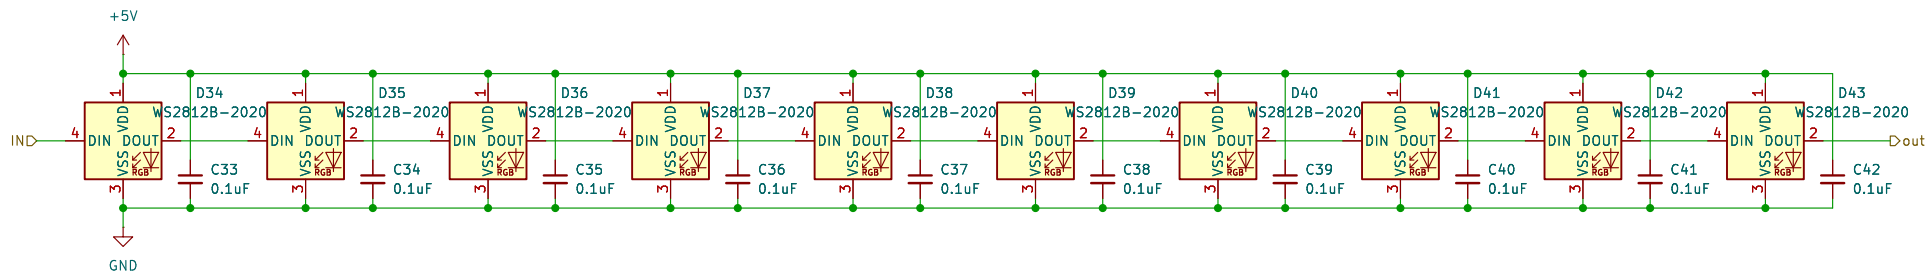 +5V
D34 D35 D36 D37 D38 D39 D40 D41 D42 D43
1 1 1 1 1 1 1 1 1 1
WS2812B-2020 WS2812B-2020 WS2812B-2020 WS2812B-2020 WS2812B-2020 WS2812B-2020 WS2812B-2020 WS2812B-2020 WS2812B-2020 WS2812B-2020
VDD VDD VDD VDD VDD VDD VDD VDD VDD VDD
4 2 4 2 4 2 4 2 4 2 4 2 4 2 4 2 4 2 4 2
IN DIN DOUT DIN DOUT DIN DOUT DIN DOUT DIN DOUT DIN DOUT DIN DOUT DIN DOUT DIN DOUT DIN DOUT out
VSS VSS VSS VSS VSS VSS VSS VSS VSS VSS
RGB RGB RGB RGB RGB RGB RGB RGB RGB RGB
C33 C34 C35 C36 C37 C38 C39 C40 C41 C42
3 3 3 3 3 3 3 3 3 3
0.1uF 0.1uF 0.1uF 0.1uF 0.1uF 0.1uF 0.1uF 0.1uF 0.1uF 0.1uF
GND